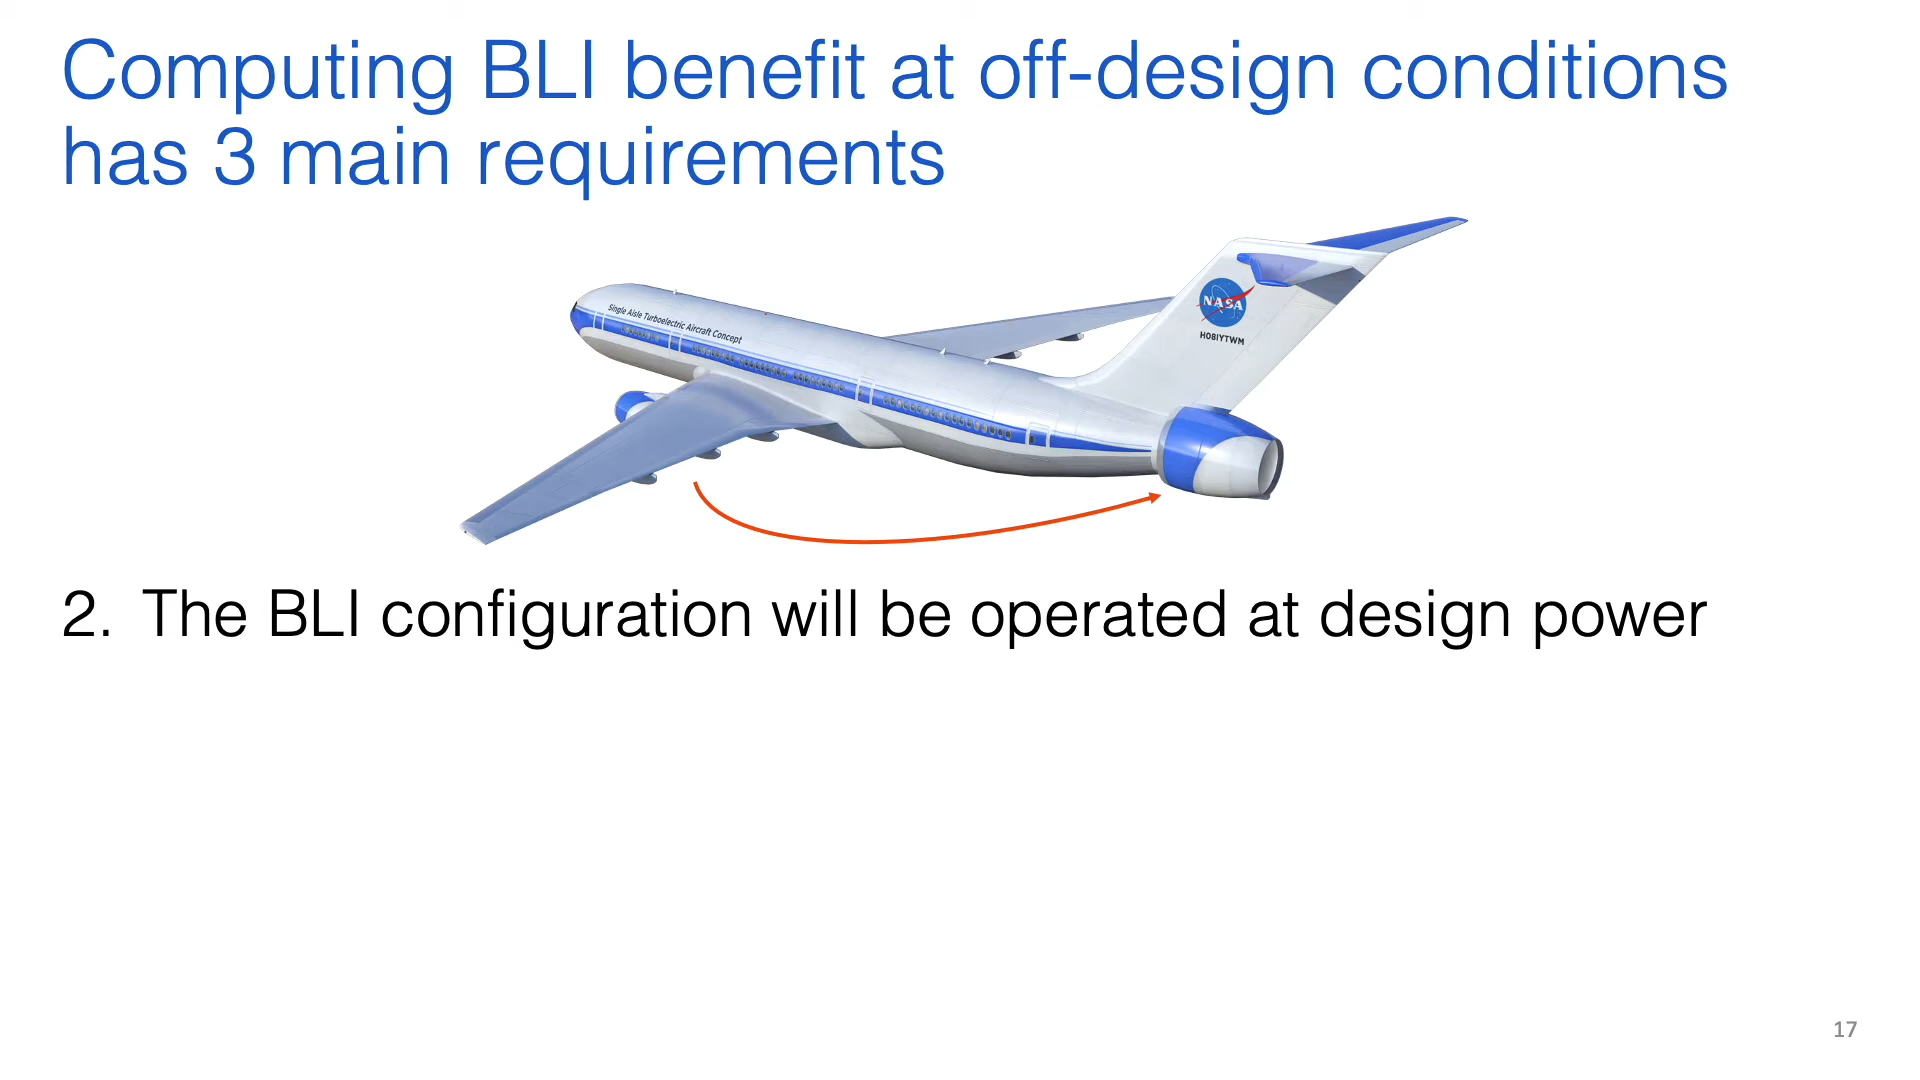 Computing BLI benefit at off-design conditions
has 3 main requirements
Single Aisle Turboelectric Aircraft Concept
NASA
H08IYTWM
2. The BLI configuration will be operated at design power
17